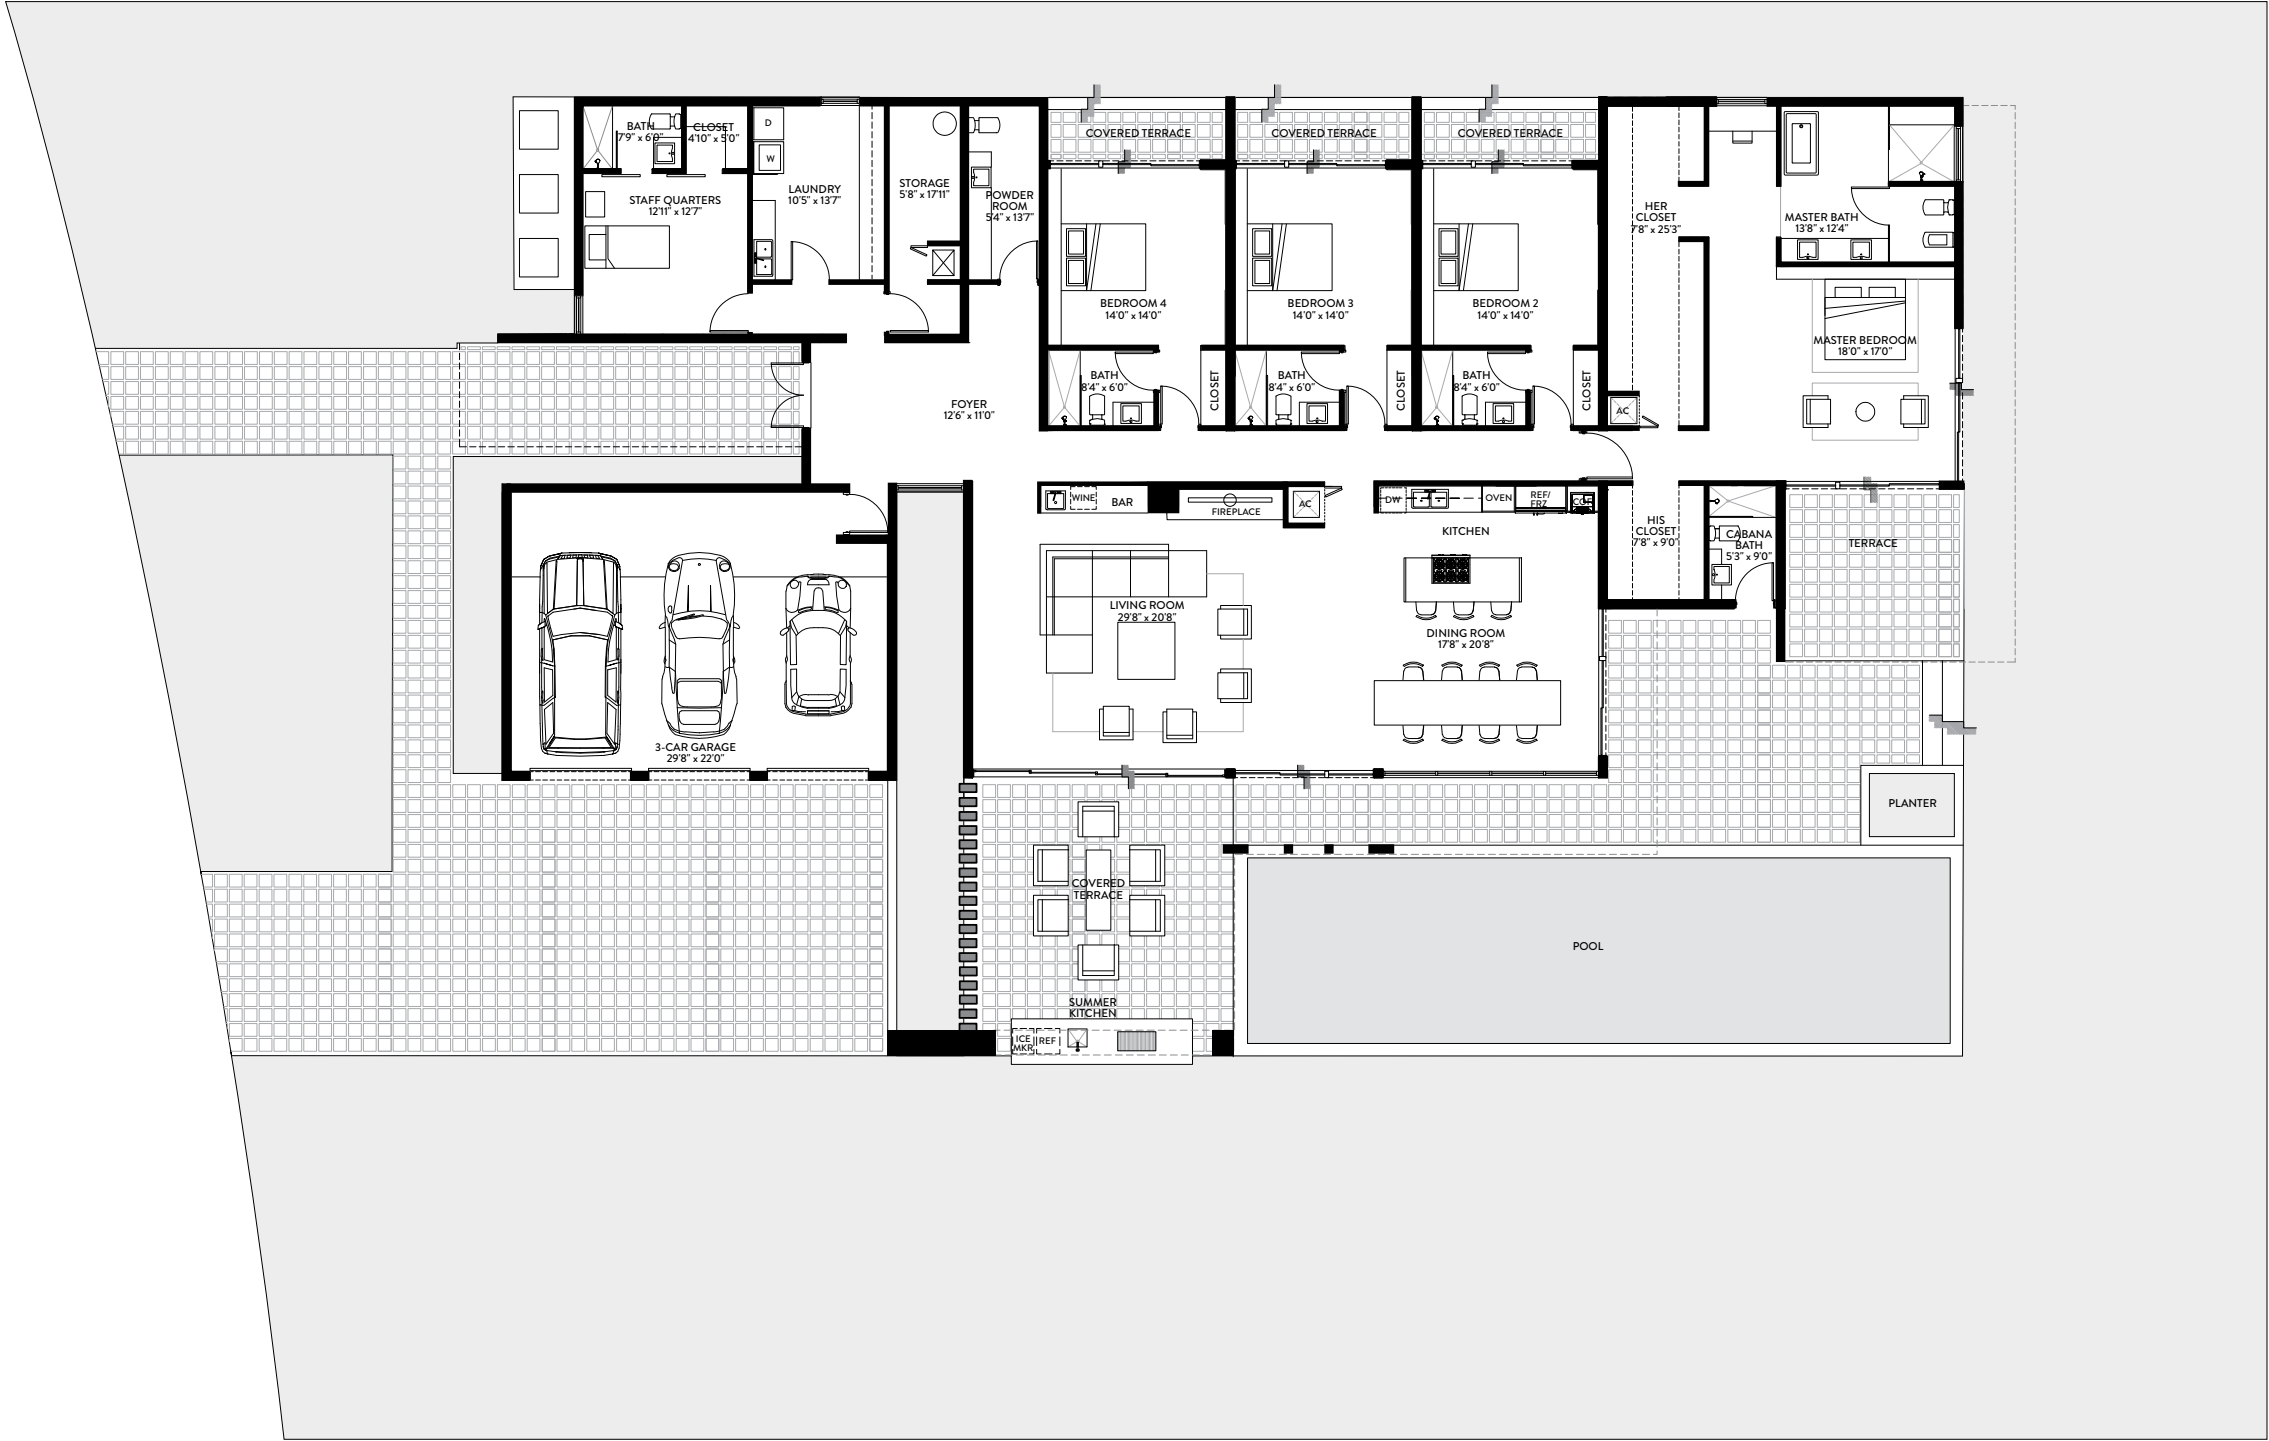 BATH
7'9" x 6'0"
CLOSET
4'10" x 5'0"
D
W
STAFF QUARTERS
12'11" x 12'7"
LAUNDRY
10'5" x 13'7"
STORAGE
5'8" x 17'11"
POWDER
ROOM
5'4" x 13'7"
COVERED TERRACE
COVERED TERRACE
COVERED TERRACE
BEDROOM 4
14'0" x 14'0"
BEDROOM 3
14'0" x 14'0"
BEDROOM 2
14'0" x 14'0"
HER
CLOSET
7'8" x 25'3"
MASTER BATH
13'8" x 12'4"
MASTER BEDROOM
18'0" x 17'0"
BATH
8'4" x 6'0"
CLOSET
BATH
8'4" x 6'0"
CLOSET
BATH
8'4" x 6'0"
CLOSET
AC
FOYER
12'6" x 11'0"
WINE
BAR
FIREPLACE
AC
DW
OVEN
REF/
FRZ
KITCHEN
HIS
CLOSET
7'8" x 9'0"
CABANA
BATH
5'3" x 9'0"
TERRACE
LIVING ROOM
29'8" x 20'8"
DINING ROOM
17'8" x 20'8"
3-CAR GARAGE
29'8" x 22'0"
PLANTER
COVERED
TERRACE
POOL
SUMMER
KITCHEN
ICE
MKR
REF